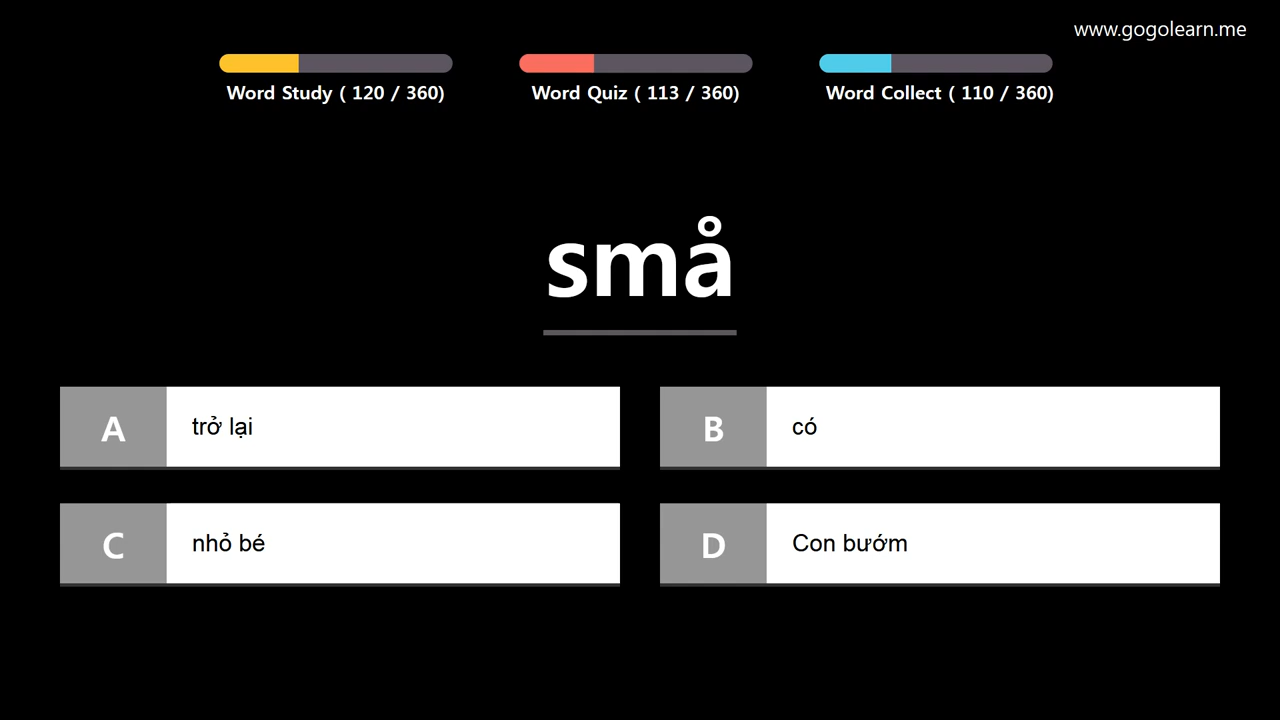 www.gogolearn.me
Word Study ( 120 / 360)
Word Quiz ( 113 / 360)
Word Collect ( 110 / 360)
små
A trở lại
B có
C nhỏ bé
D Con bướm